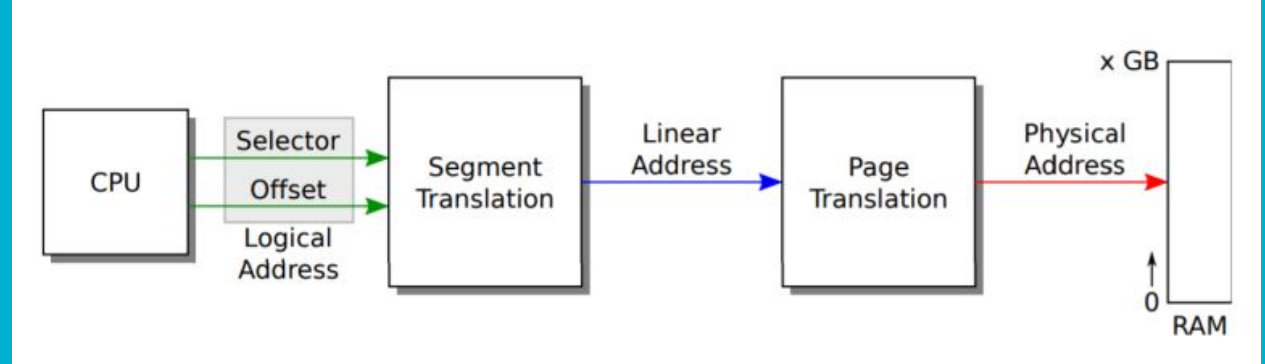 CPU
Selector
Offset
Logical
Address
Segment
Translation
Linear
Address
Page
Translation
Physical
Address
x GB
0
RAM